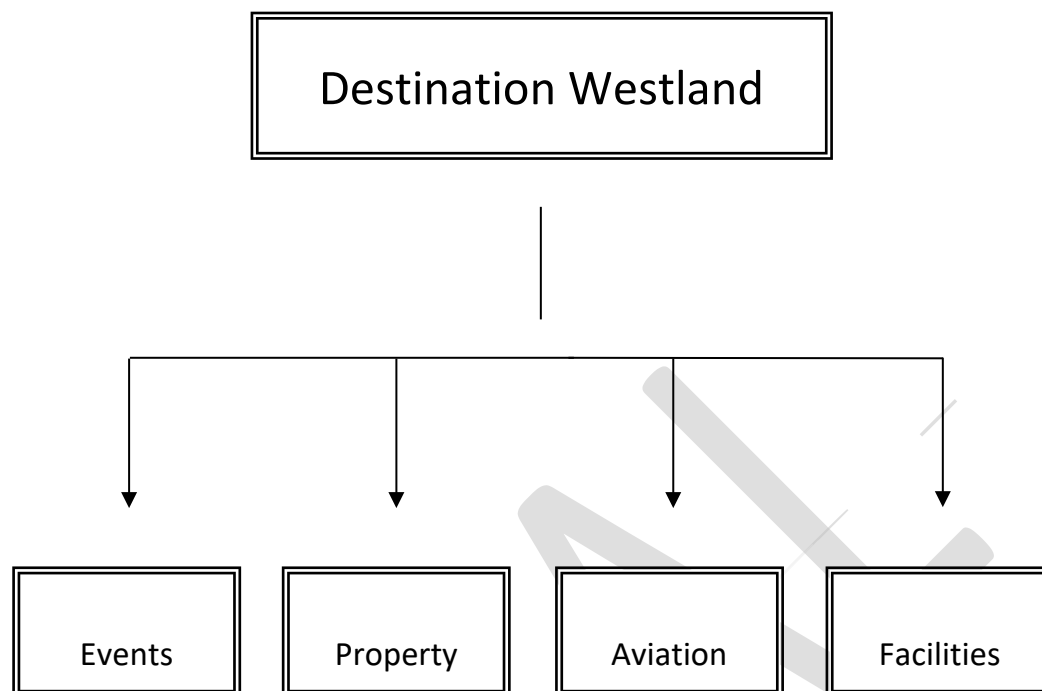 Destination Westland
Events
Property
Aviation
Facilities